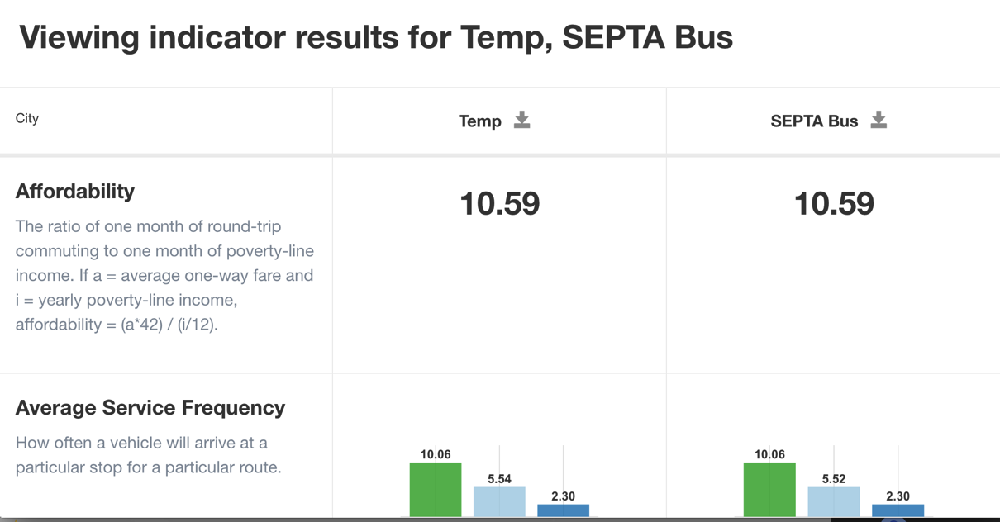 Viewing indicator results for Temp, SEPTA Bus
City
Temp
SEPTA Bus
Affordability
The ratio of one month of round-trip
commuting to one month of poverty-line
income. If a = average one-way fare and
i = yearly poverty-line income,
affordability = (a*42) / (i/12).
10.59
10.59
Average Service Frequency
How often a vehicle will arrive at a
particular stop for a particular route.
10.06
5.54
2.30
10.06
5.52
2.30